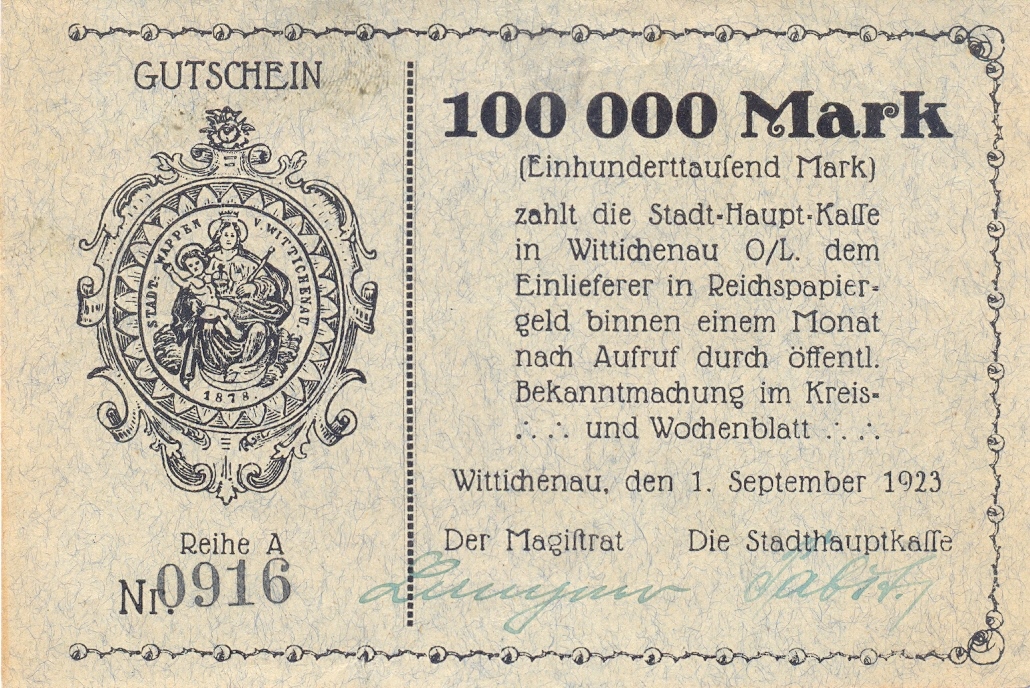 GUTSCHEIN
STADT-WAPPEN V. WITTICHENAU.
1878
Reihe A
Nr. 0916
100 000 Mark
(Einhunderttauſend Mark)
zahlt die Stadt-Haupt-Kaſſe
in Wittichenau O/L. dem
Einlieferer in Reichspapier-
geld binnen einem Monat
nach Aufruf durch öffentl.
Bekanntmachung im Kreis-
∴ ∴ und Wochenblatt ∴ ∴
Wittichenau, den 1. September 1923
Der Magiſtrat Die Stadthauptkaſſe